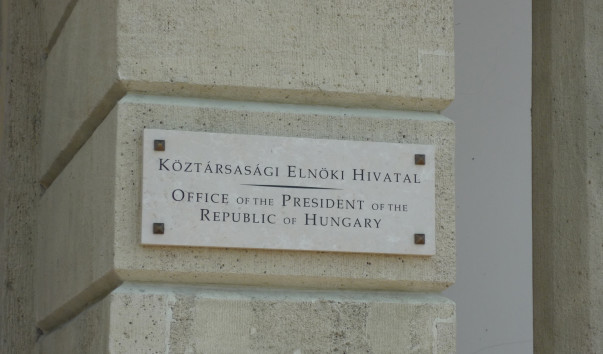 KÖZTÁRSASÁGI ELNÖKI HIVATAL
OFFICE OF THE PRESIDENT OF THE
REPUBLIC OF HUNGARY